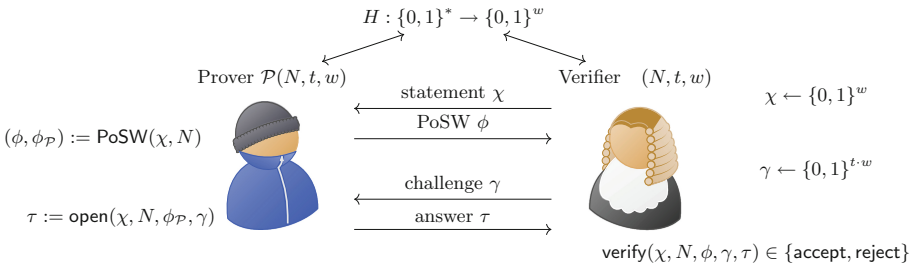 H : {0, 1}* → {0, 1}ʷ
Prover 𝒫(N, t, w)
Verifier (N, t, w)
statement χ
χ ← {0, 1}ʷ
PoSW ϕ
(ϕ, ϕ_𝒫) := PoSW(χ, N)
γ ← {0, 1}ᵗ·ʷ
challenge γ
τ := open(χ, N, ϕ_𝒫, γ)
answer τ
verify(χ, N, ϕ, γ, τ) ∈ {accept, reject}